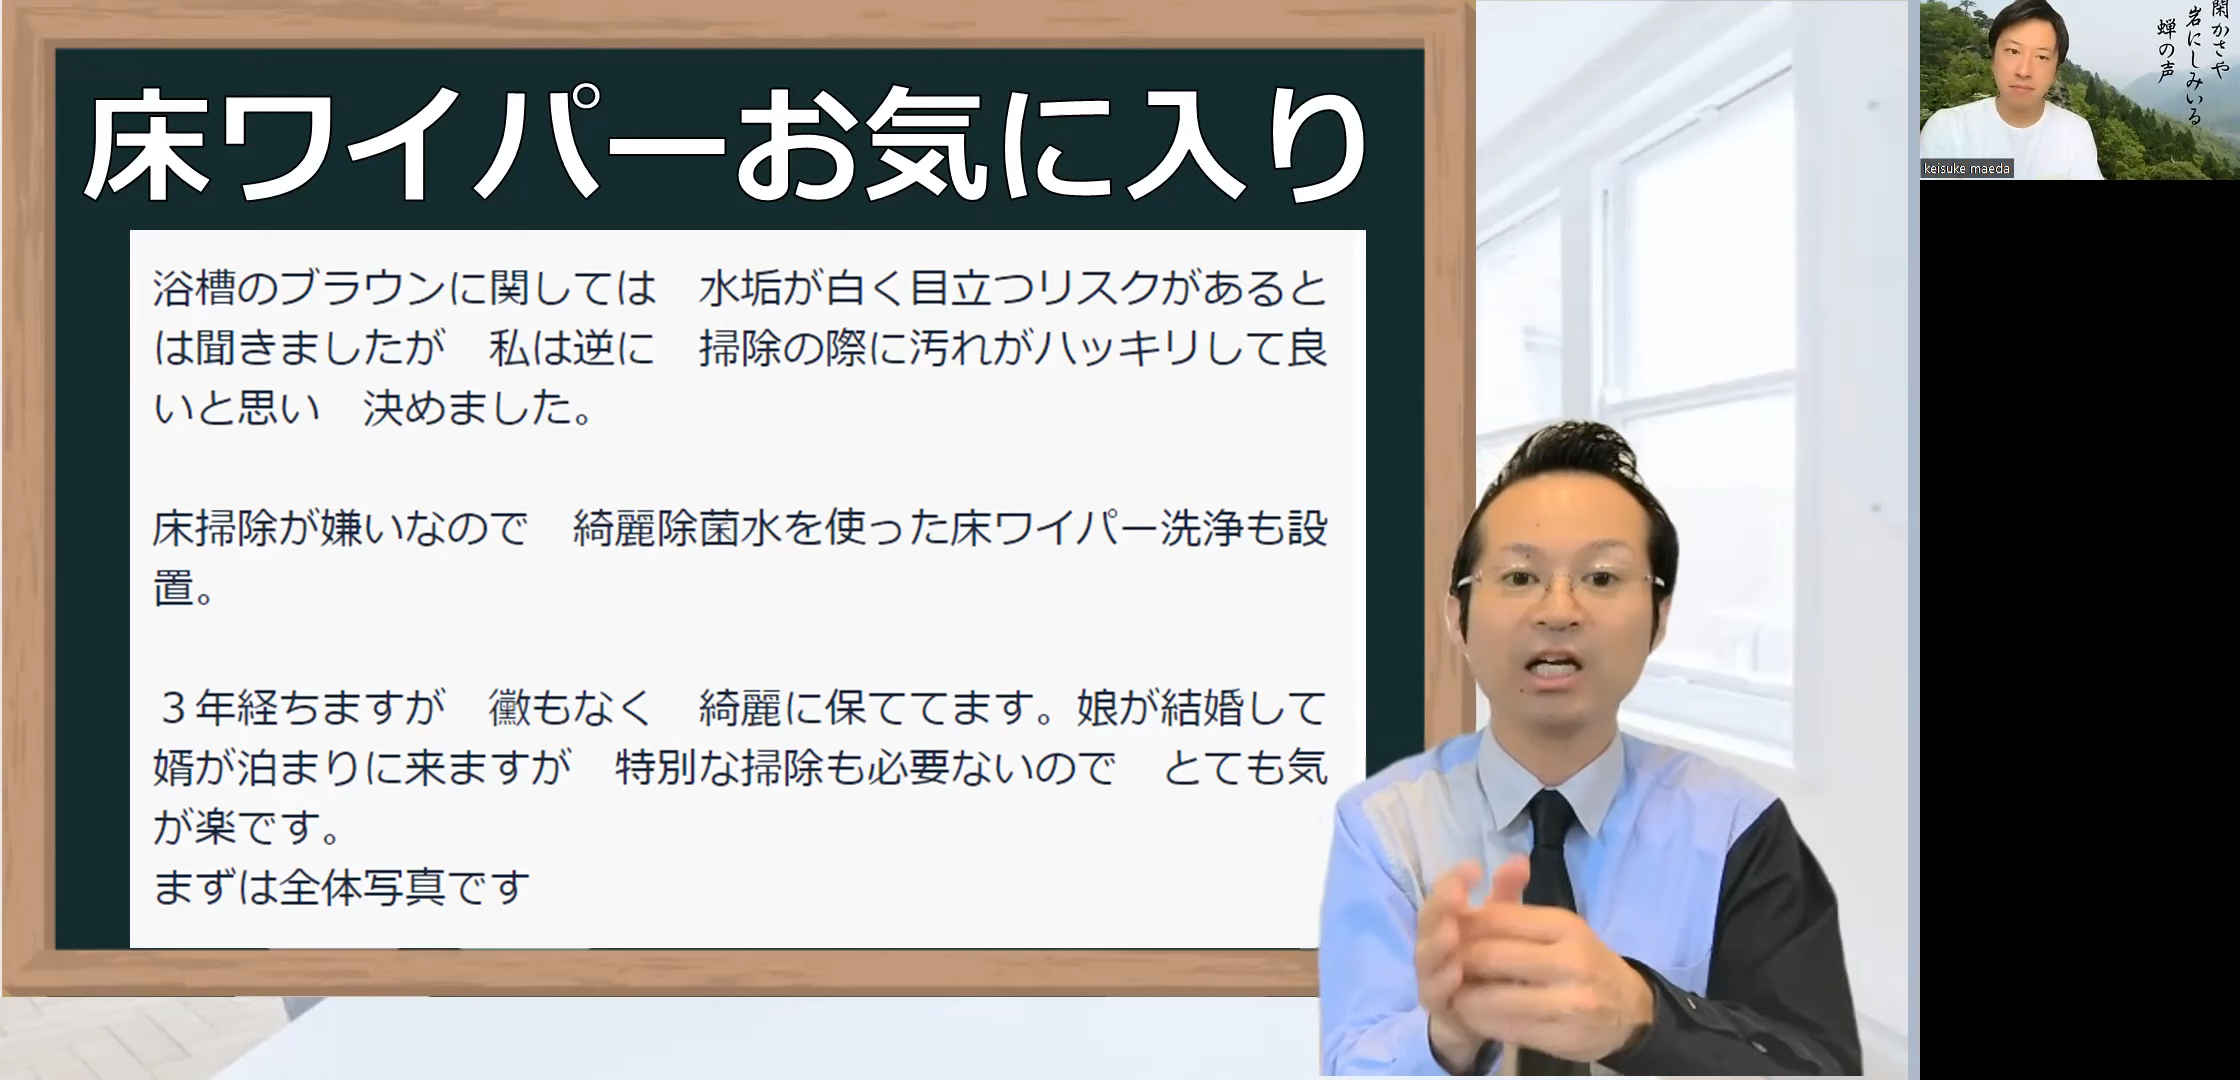 床ワイパーお気に入り
浴槽のブラウンに関しては　水垢が白く目立つリスクがあると
は聞きましたが　私は逆に　掃除の際に汚れがハッキリして良
いと思い　決めました。
床掃除が嫌いなので　綺麗除菌水を使った床ワイパー洗浄も設
置。
３年経ちますが　黴もなく　綺麗に保ててます。娘が結婚して
婿が泊まりに来ますが　特別な掃除も必要ないので　とても気
が楽です。
まずは全体写真です
閑かさや
岩にしみいる
蝉の声
keisuke maeda